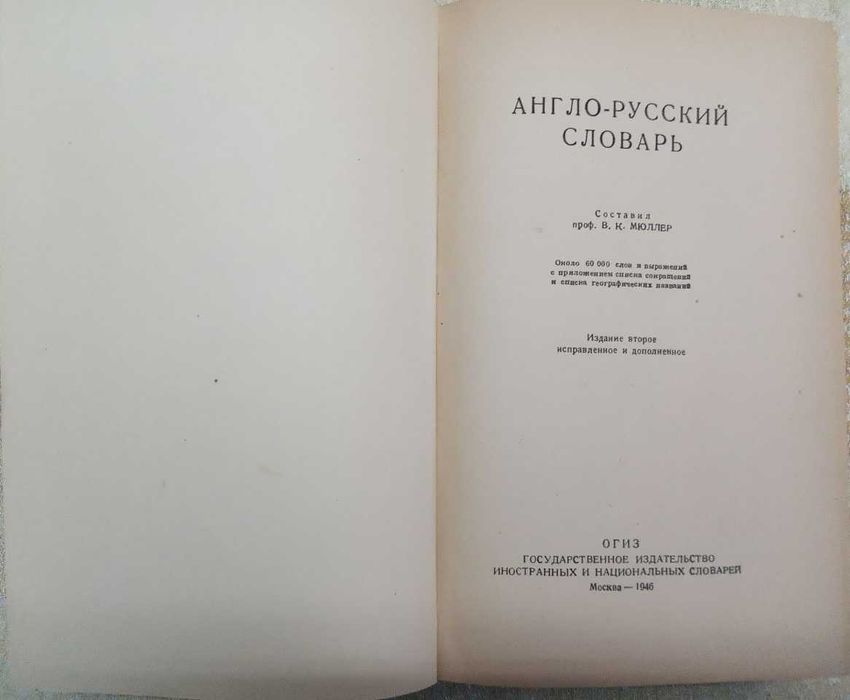 АНГЛО-РУССКИЙ
СЛОВАРЬ
Составил
проф. В. К. МЮЛЛЕР
Около 60 000 слов и выражений
с приложением списка сокращений
и списка географических названий
Издание второе
исправленное и дополненное
ОГИЗ
ГОСУДАРСТВЕННОЕ ИЗДАТЕЛЬСТВО
ИНОСТРАННЫХ И НАЦИОНАЛЬНЫХ СЛОВАРЕЙ
Москва — 1946